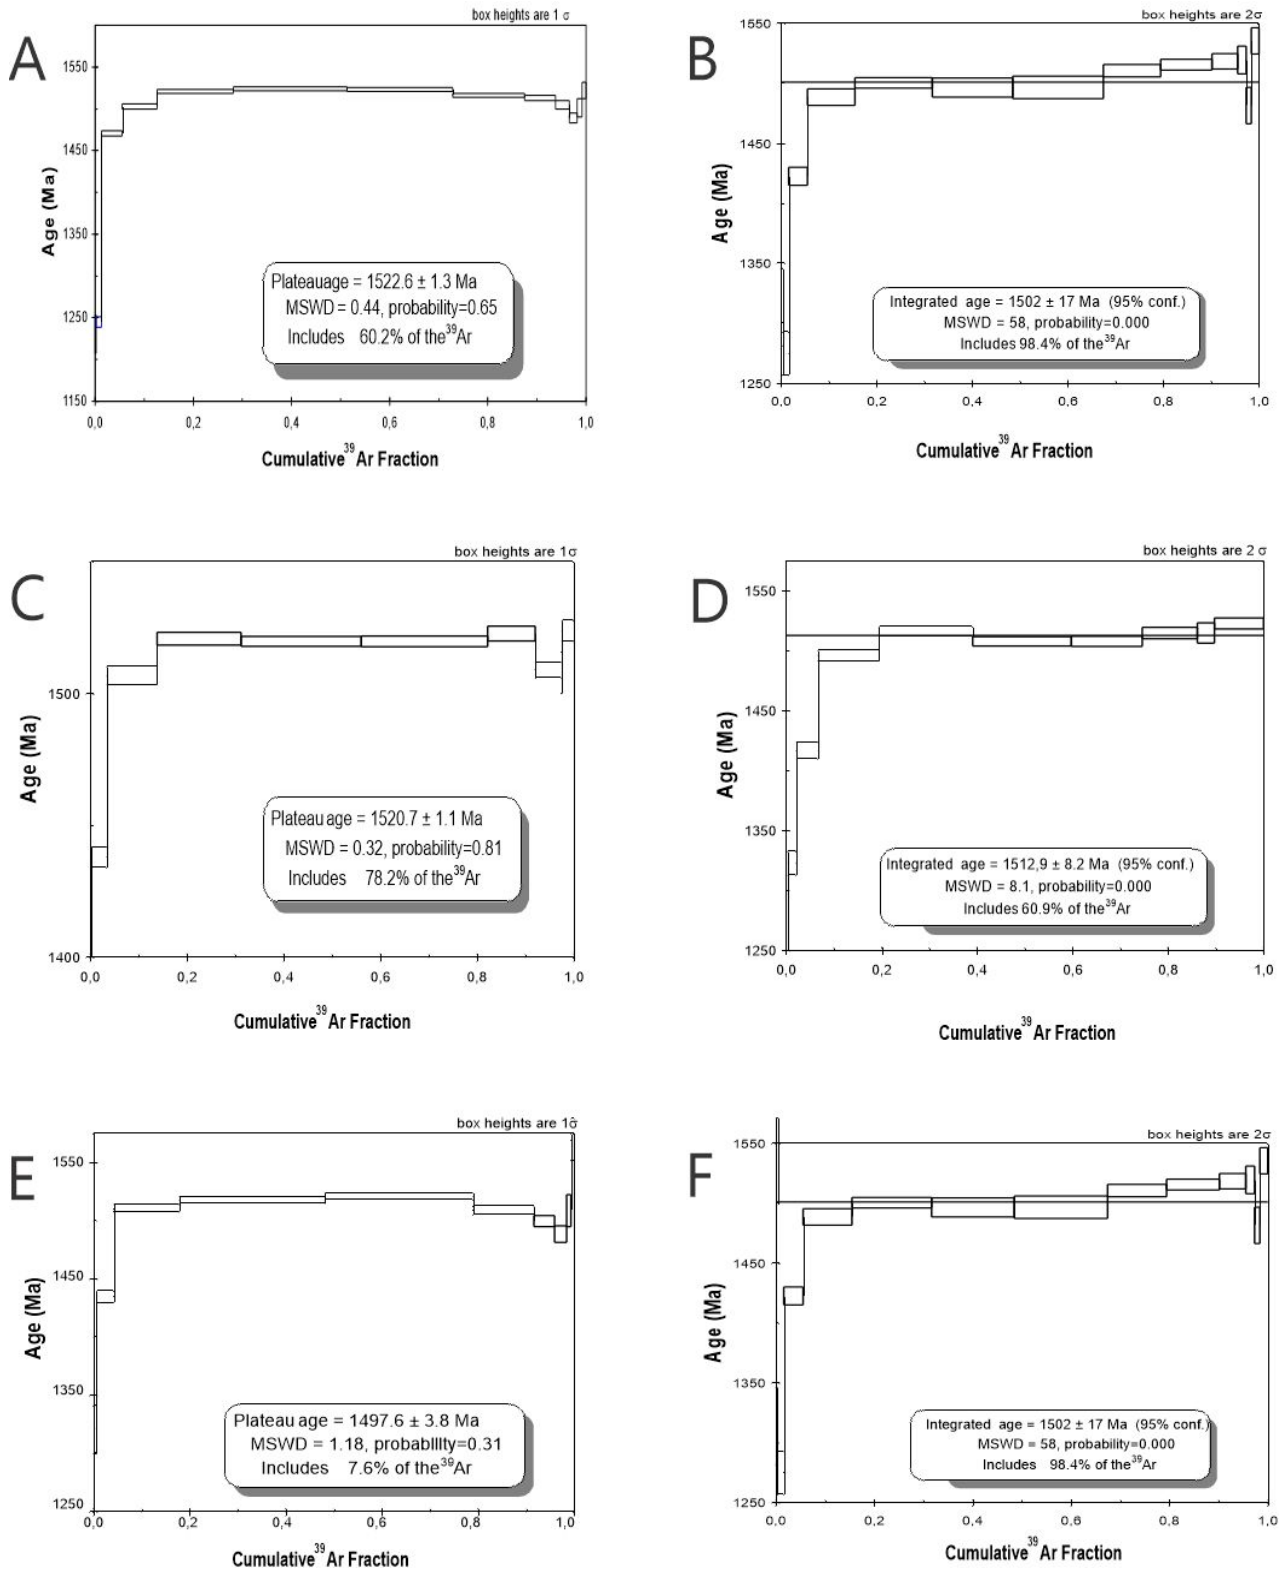 A
box heights are 1 σ
1550
1450
1350
1250
1150
Age (Ma)
Plateau age = 1522.6 ± 1.3 Ma
MSWD = 0.44, probability=0.65
Includes 60.2% of the 39Ar
0,0 0,2 0,4 0,6 0,8 1,0
Cumulative 39Ar Fraction
B
box heights are 2σ
1550
1450
1350
1250
Age (Ma)
Integrated age = 1502 ± 17 Ma (95% conf.)
MSWD = 58, probability=0.000
Includes 98.4% of the 39Ar
0,0 0,2 0,4 0,6 0,8 1,0
Cumulative 39Ar Fraction
C
box heights are 1σ
1500
1400
Age (Ma)
Plateau age = 1520.7 ± 1.1 Ma
MSWD = 0.32, probability=0.81
Includes 78.2% of the 39Ar
0,0 0,2 0,4 0,6 0,8 1,0
Cumulative 39Ar Fraction
D
box heights are 2 σ
1550
1450
1350
1250
Age (Ma)
Integrated age = 1512,9 ± 8.2 Ma (95% conf.)
MSWD = 8.1, probability=0.000
Includes 60.9% of the 39Ar
0,0 0,2 0,4 0,6 0,8 1,0
Cumulative 39Ar Fraction
E
box heights are 1σ
1550
1450
1350
1250
Age (Ma)
Plateau age = 1497.6 ± 3.8 Ma
MSWD = 1.18, probability=0.31
Includes 7.6% of the 39Ar
0,0 0,2 0,4 0,6 0,8 1,0
Cumulative 39Ar Fraction
F
box heights are 2σ
1550
1450
1350
1250
Age (Ma)
Integrated age = 1502 ± 17 Ma (95% conf.)
MSWD = 58, probability=0.000
Includes 98.4% of the 39Ar
0,0 0,2 0,4 0,6 0,8 1,0
Cumulative 39Ar Fraction